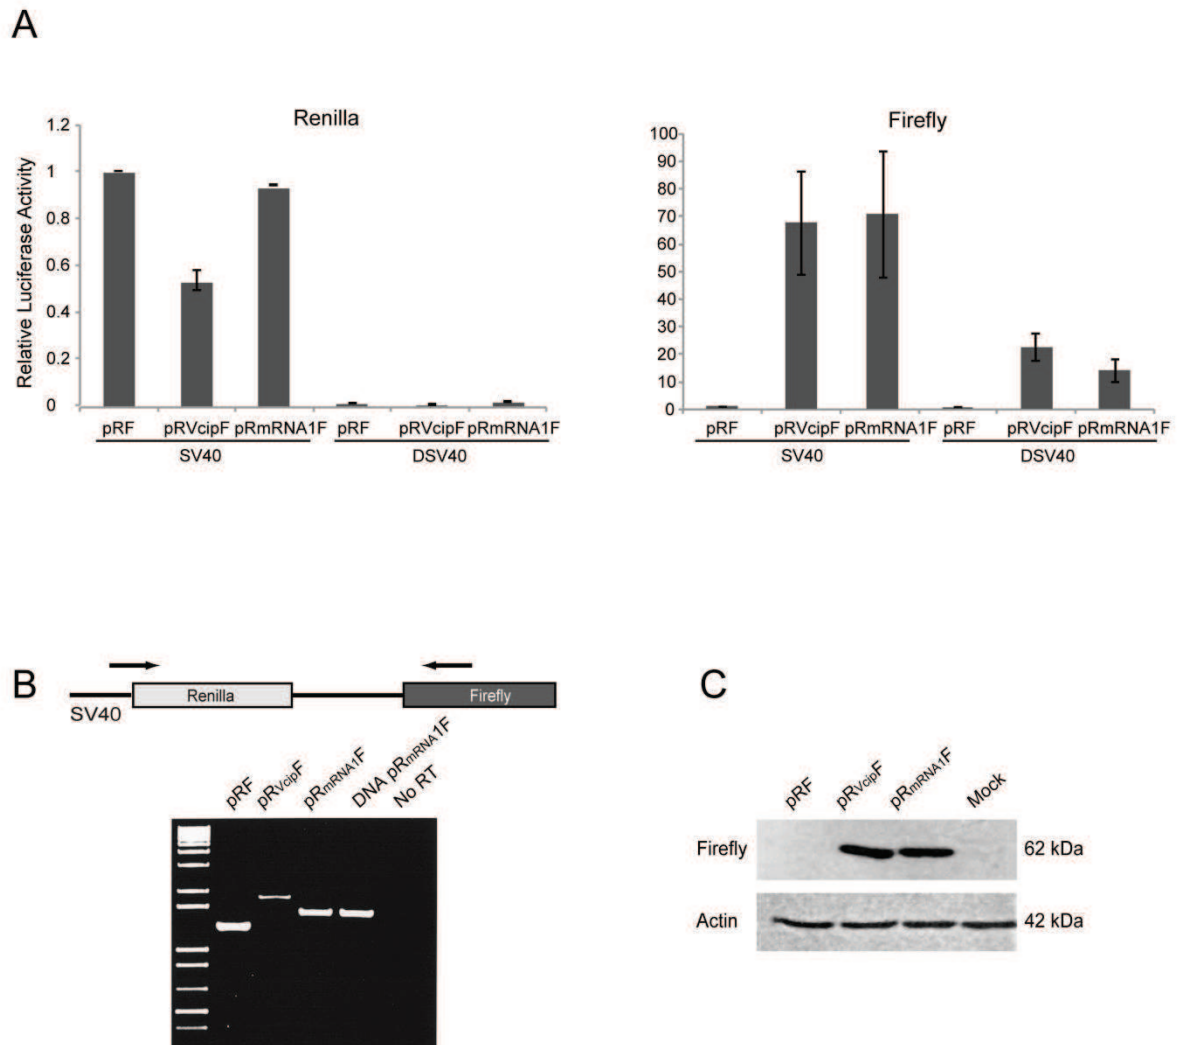 A
Renilla
Relative Luciferase Activity
1.2
1
0.8
0.6
0.4
0.2
0
pRF pRVcipF pRmRNA1F pRF pRVcipF pRmRNA1F
SV40 DSV40
Firefly
100
90
80
70
60
50
40
30
20
10
0
pRF pRVcipF pRmRNA1F pRF pRVcipF pRmRNA1F
SV40 DSV40
B
Renilla
Firefly
SV40
pRF
pRVcipF
pRmRNA1F
DNA pRmRNA1F
No RT
C
pRF
pRVcipF
pRmRNA1F
Mock
Firefly 62 kDa
Actin 42 kDa